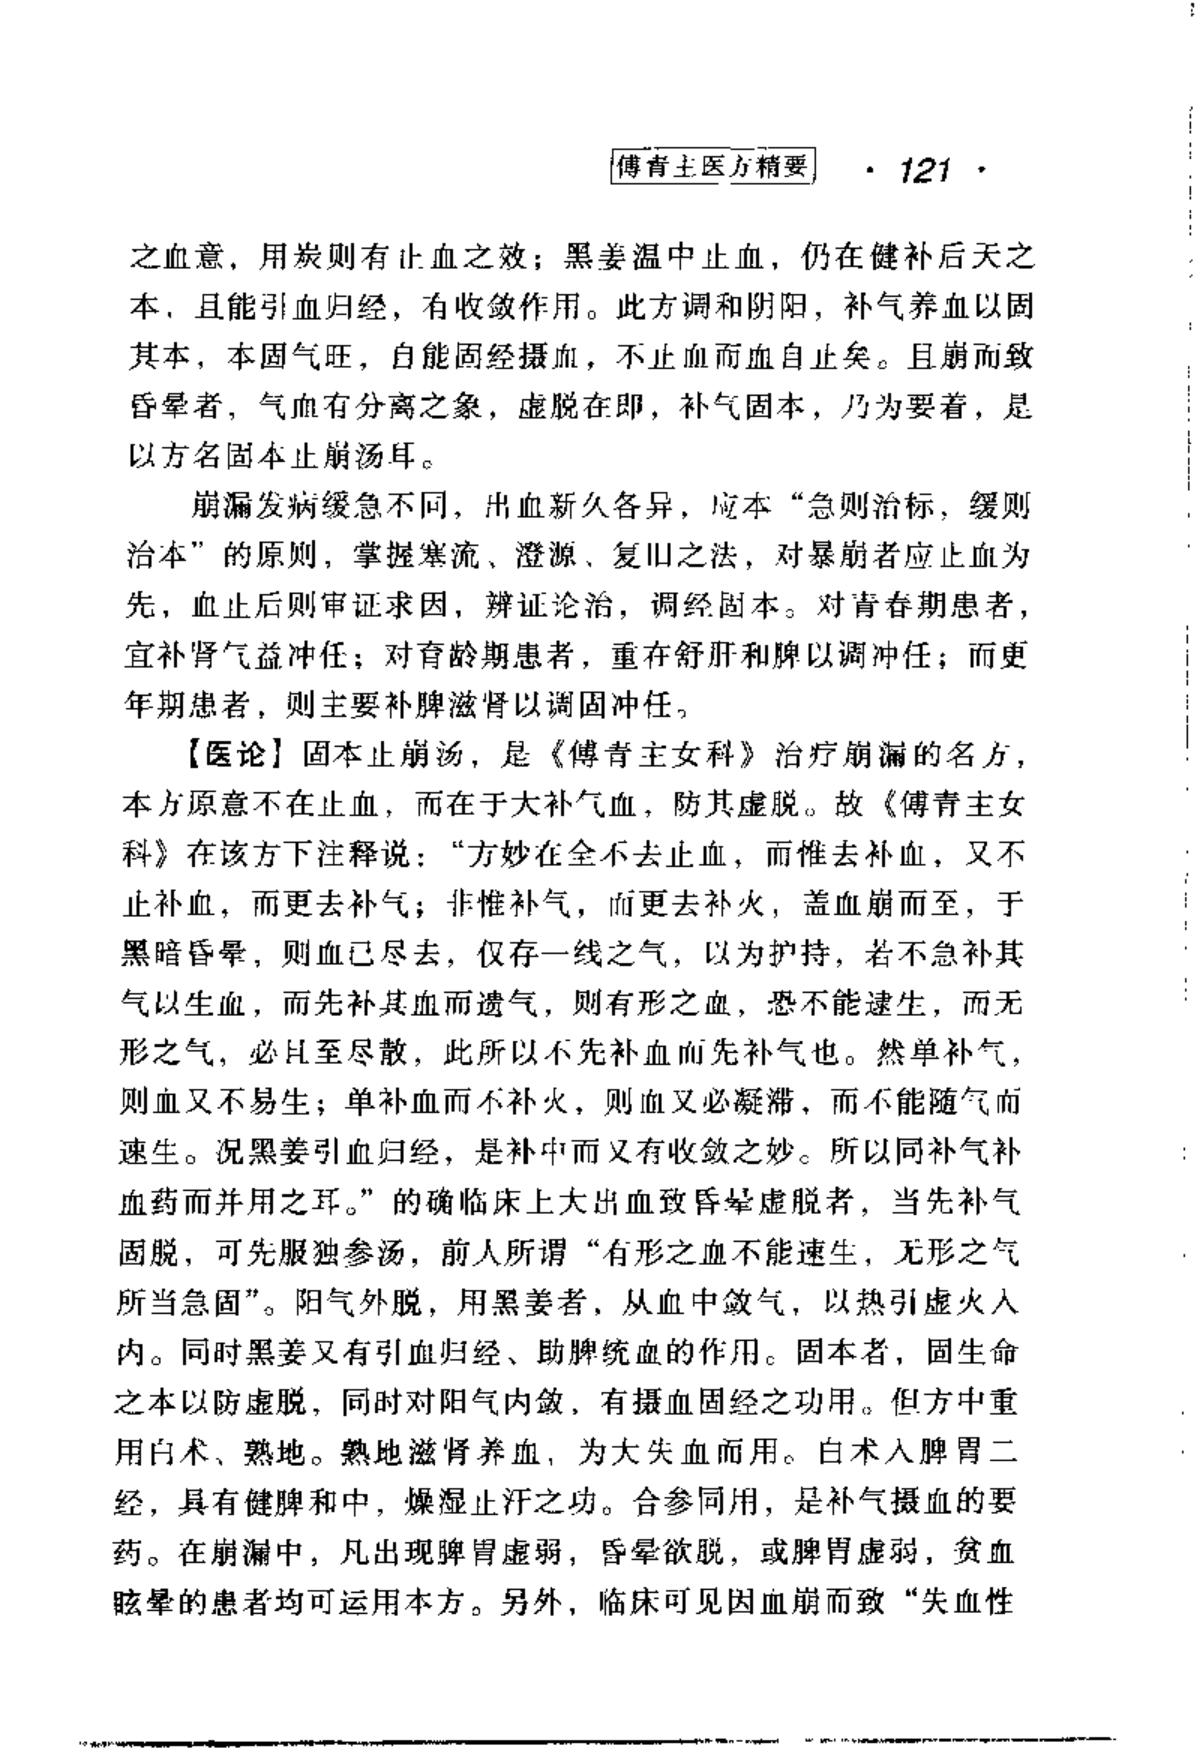 傅青主医方精要 · 121 ·
之血意，用炭则有止血之效；黑姜温中止血，仍在健补后天之
本，且能引血归经，有收敛作用。此方调和阴阳，补气养血以固
其本，本固气旺，自能固经摄血，不止血而血自止矣。且崩而致
昏晕者，气血有分离之象，虚脱在即，补气固本，乃为要着，是
以方名固本止崩汤耳。
崩漏发病缓急不同，出血新久各异，应本“急则治标，缓则
治本”的原则，掌握塞流、澄源、复旧之法，对暴崩者应止血为
先，血止后则审证求因，辨证论治，调经固本。对青春期患者，
宜补肾气益冲任；对育龄期患者，重在舒肝和脾以调冲任；而更
年期患者，则主要补脾滋肾以调固冲任。
【医论】固本止崩汤，是《傅青主女科》治疗崩漏的名方，
本方原意不在止血，而在于大补气血，防其虚脱。故《傅青主女
科》在该方下注释说：“方妙在全不去止血，而惟去补血，又不
止补血，而更去补气；非惟补气，而更去补火，盖血崩而至，于
黑暗昏晕，则血已尽去，仅存一线之气，以为护持，若不急补其
气以生血，而先补其血而遗气，则有形之血，恐不能逮生，而无
形之气，必且至尽散，此所以不先补血而先补气也。然单补气，
则血又不易生；单补血而不补火，则血又必凝滞，而不能随气而
速生。况黑姜引血归经，是补中而又有收敛之妙。所以同补气补
血药而并用之耳。”的确临床上大出血致昏晕虚脱者，当先补气
固脱，可先服独参汤，前人所谓“有形之血不能速生，无形之气
所当急固”。阳气外脱，用黑姜者，从血中敛气，以热引虚火入
内。同时黑姜又有引血归经、助脾统血的作用。固本者，固生命
之本以防虚脱，同时对阳气内敛，有摄血固经之功用。但方中重
用白术、熟地。熟地滋肾养血，为大失血而用。白术入脾胃二
经，具有健脾和中，燥湿止汗之功。合参同用，是补气摄血的要
药。在崩漏中，凡出现脾胃虚弱，昏晕欲脱，或脾胃虚弱，贫血
眩晕的患者均可运用本方。另外，临床可见因血崩而致“失血性